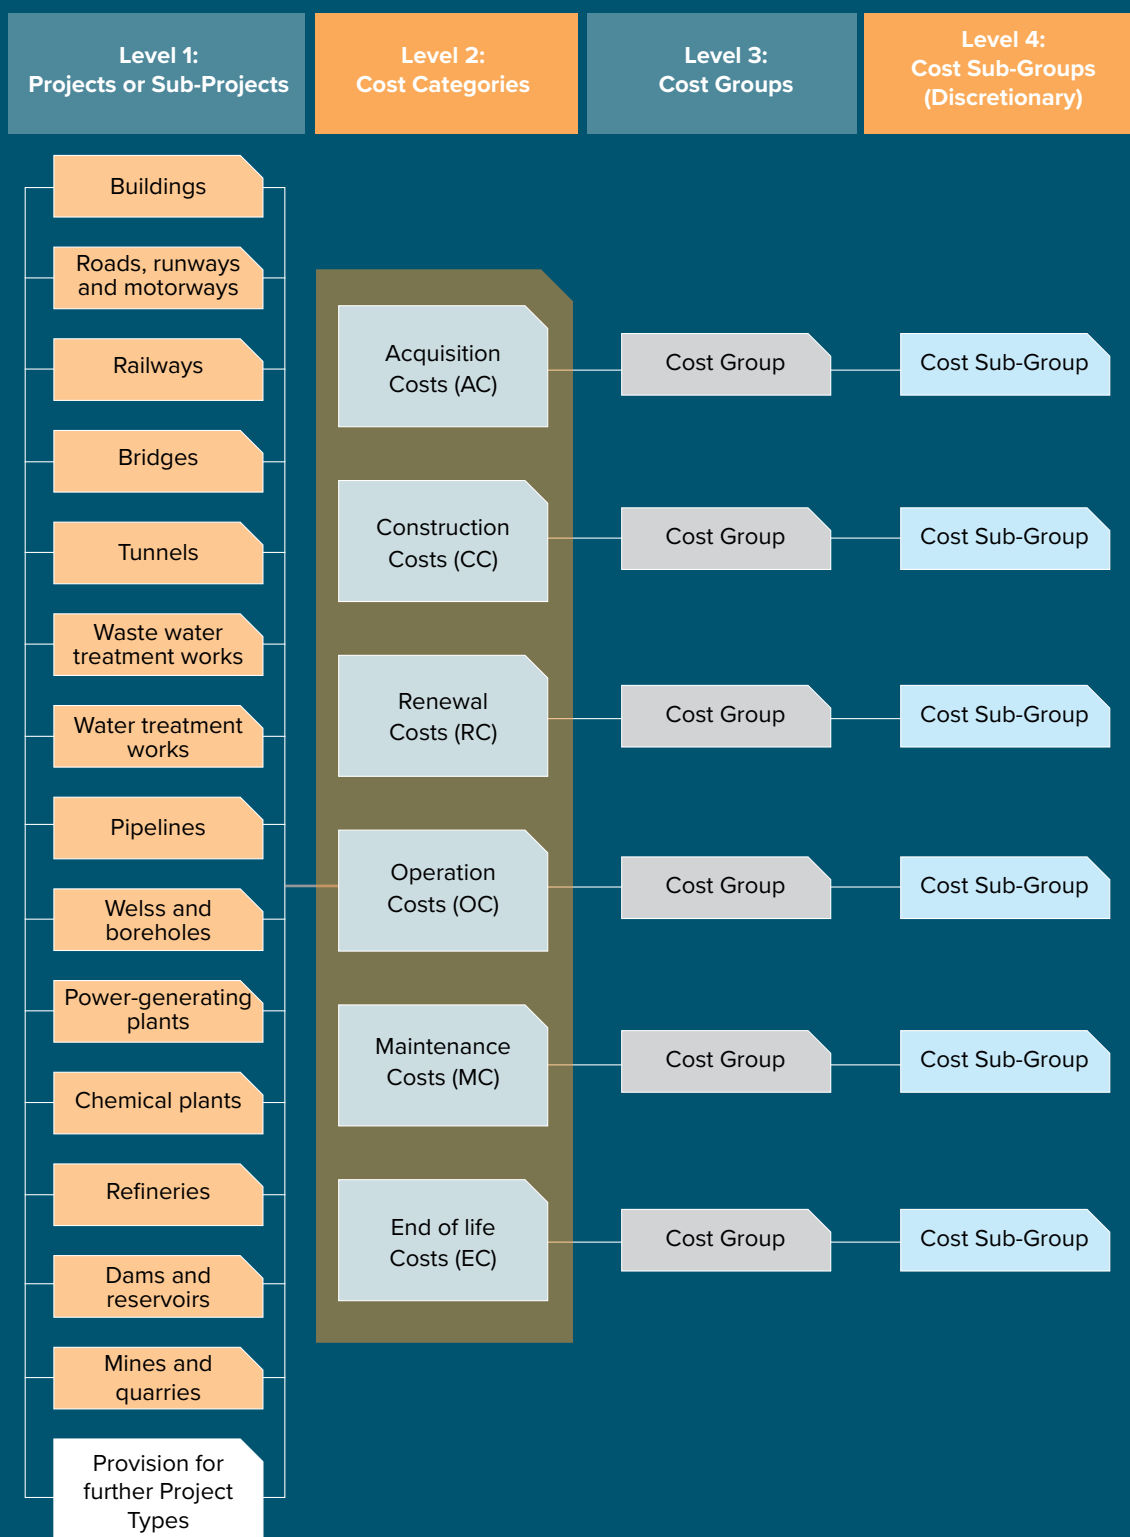 Level 1:
Projects or Sub-Projects
Level 2:
Cost Categories
Level 3:
Cost Groups
Level 4:
Cost Sub-Groups
(Discretionary)
Buildings
Roads, runways
and motorways
Railways
Bridges
Tunnels
Waste water
treatment works
Water treatment
works
Pipelines
Welss and
boreholes
Power-generating
plants
Chemical plants
Refineries
Dams and
reservoirs
Mines and
quarries
Provision for
further Project
Types
Acquisition
Costs (AC)
Cost Group
Cost Sub-Group
Construction
Costs (CC)
Cost Group
Cost Sub-Group
Renewal
Costs (RC)
Cost Group
Cost Sub-Group
Operation
Costs (OC)
Cost Group
Cost Sub-Group
Maintenance
Costs (MC)
Cost Group
Cost Sub-Group
End of life
Costs (EC)
Cost Group
Cost Sub-Group